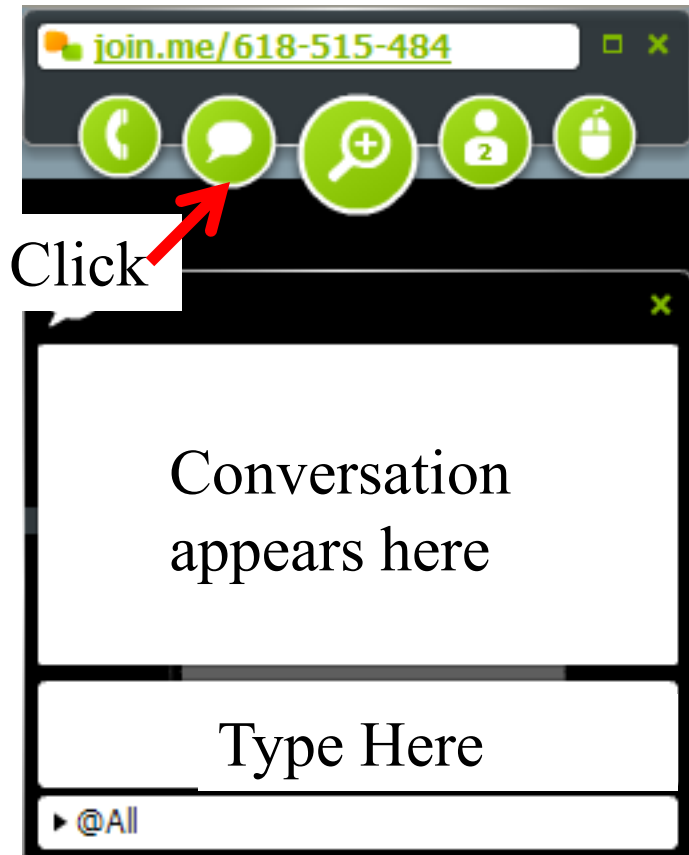 join.me/618-515-484
2
Click
Conversation
appears here
Type Here
@All